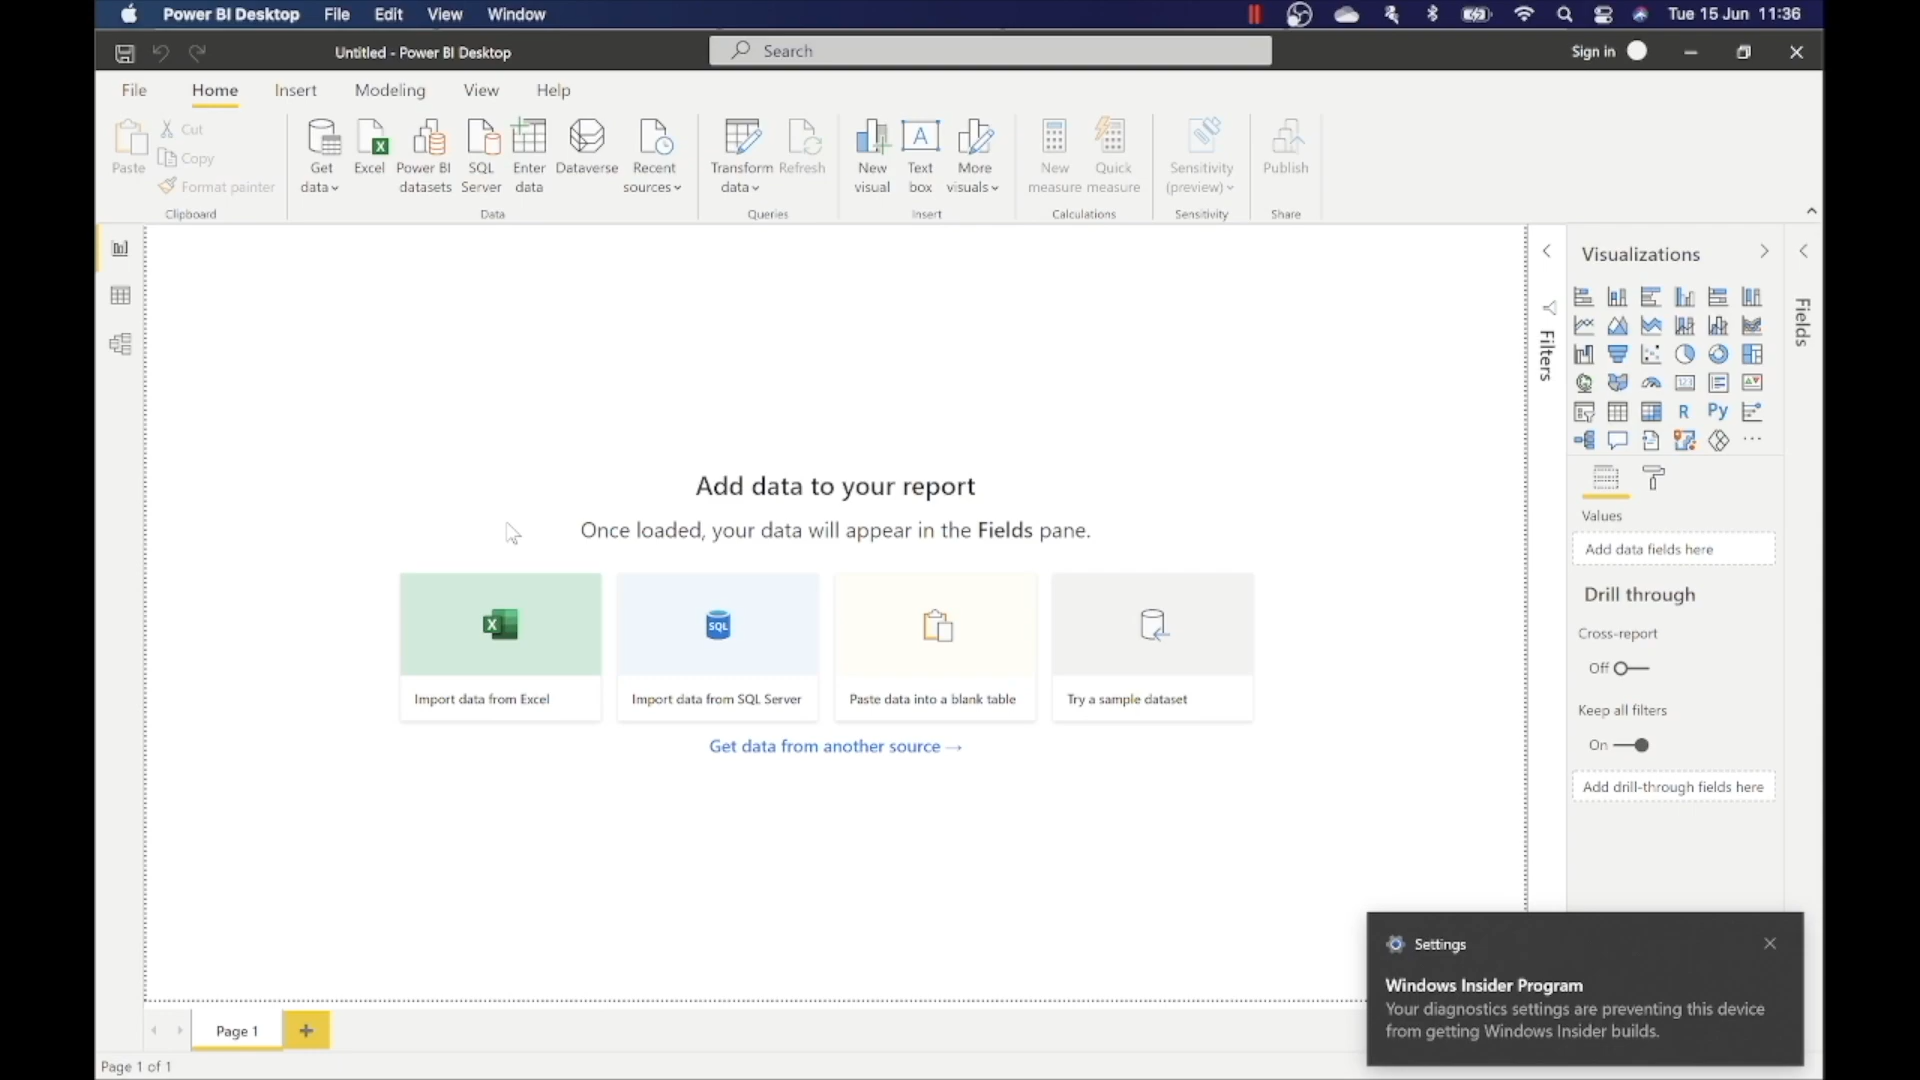 Power BI Desktop File Edit View Window Tue 15 Jun 11:36
Untitled - Power BI Desktop Search Sign in
File Home Insert Modeling View Help
Paste Cut Copy Format painter
Clipboard
Get data Excel Power BI datasets SQL Server Enter data Dataverse Recent sources
Data
Transform data Refresh
Queries
New visual Text box More visuals
Insert
New measure Quick measure
Calculations
Sensitivity (preview)
Sensitivity
Publish
Share
Add data to your report
Once loaded, your data will appear in the Fields pane.
SQL
Import data from Excel
Import data from SQL Server
Paste data into a blank table
Try a sample dataset
Get data from another source →
Filters
Visualizations
R Py
123
Values
Add data fields here
Drill through
Cross-report
Off
Keep all filters
On
Add drill-through fields here
Fields
Settings
Windows Insider Program
Your diagnostics settings are preventing this device
from getting Windows Insider builds.
Page 1
Page 1 of 1